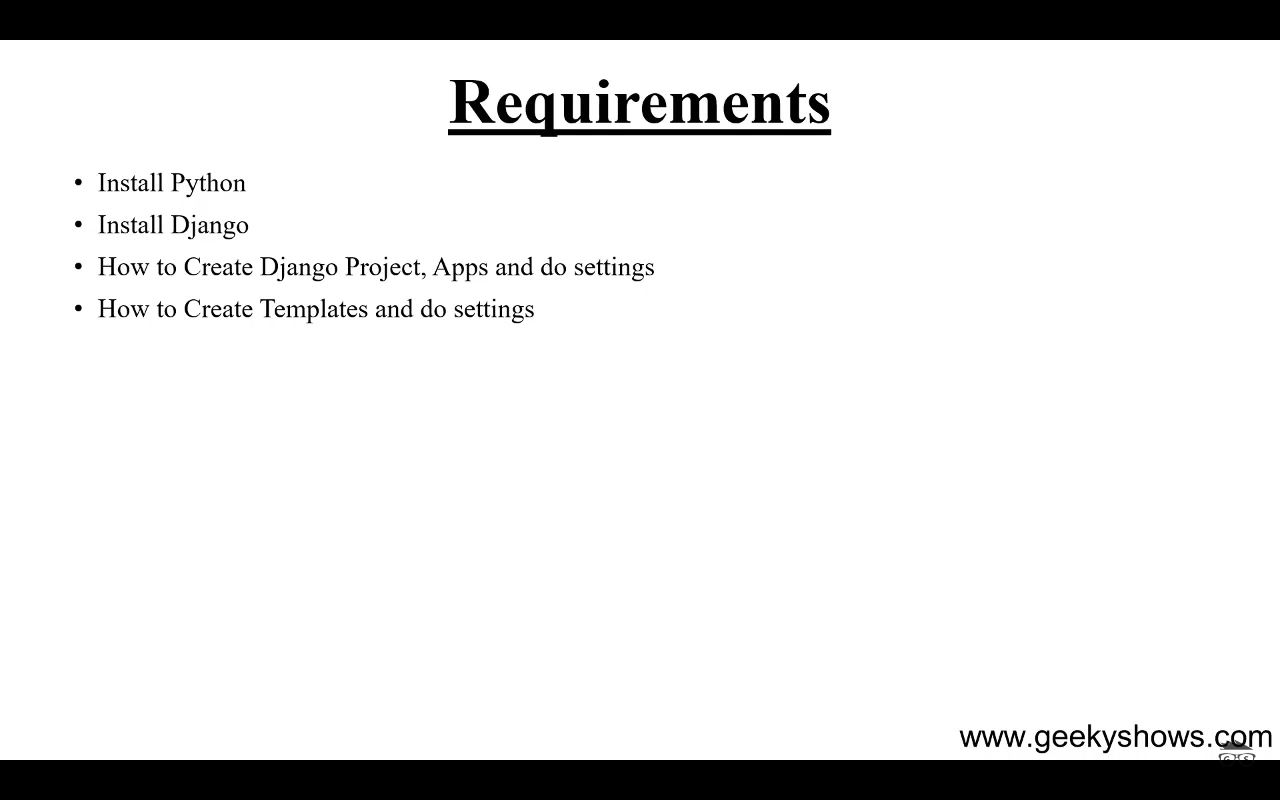 Requirements
• Install Python
• Install Django
• How to Create Django Project, Apps and do settings
• How to Create Templates and do settings
www.geekyshows.com